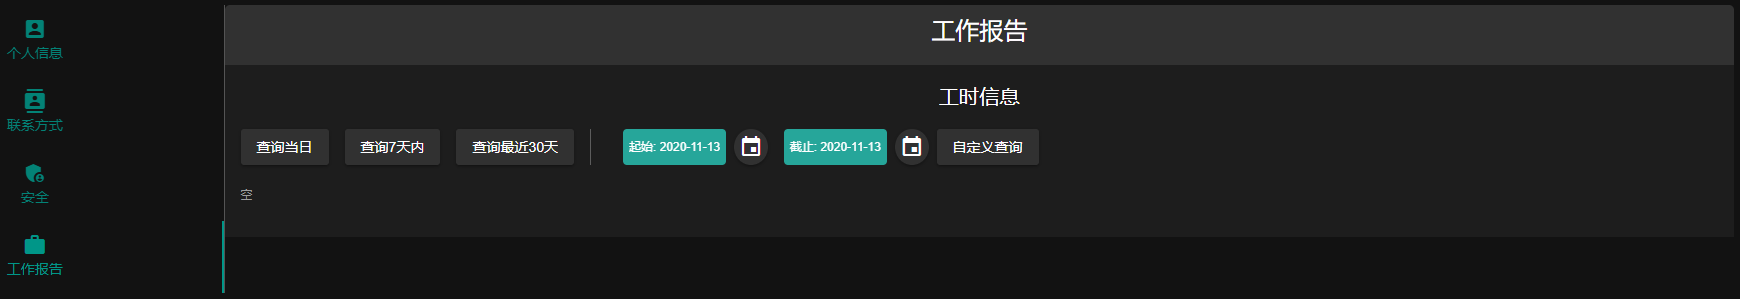 个人信息
联系方式
安全
工作报告
工作报告
工时信息
查询当日 查询7天内 查询最近30天 起始: 2020-11-13 截止: 2020-11-13 自定义查询
空